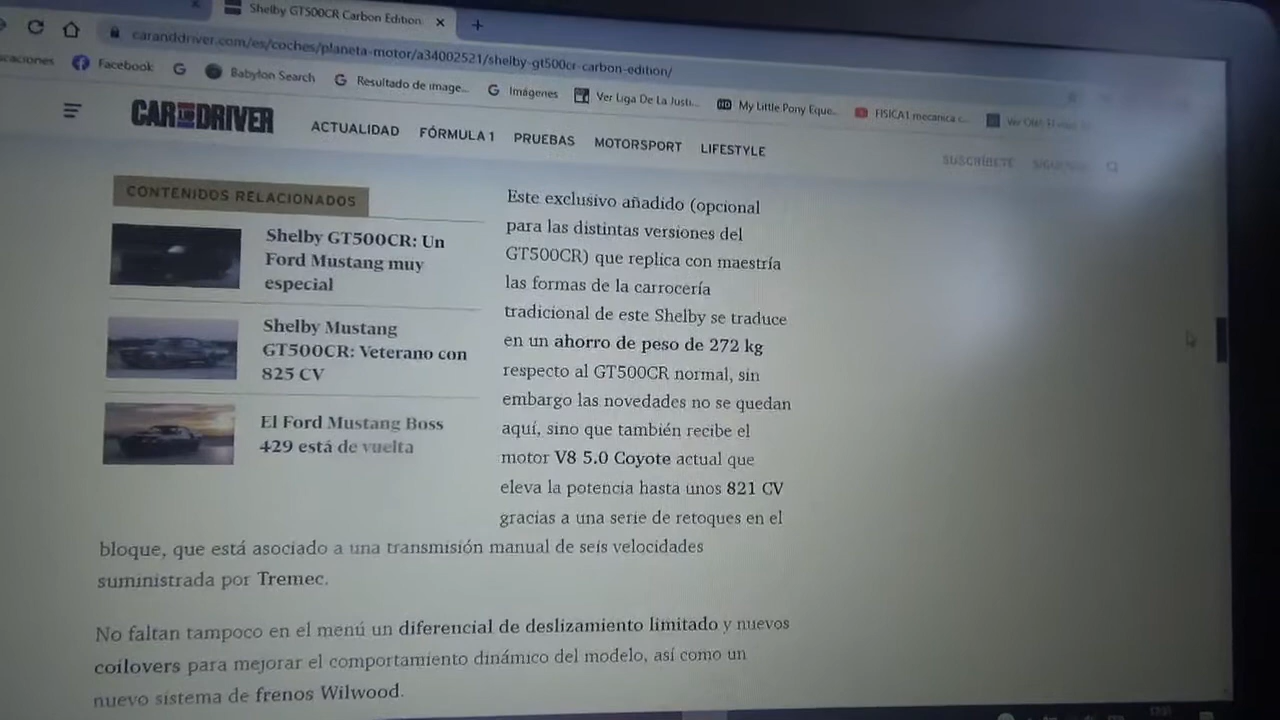 Shelby GT500CR Carbon Edition
caranddriver.com/es/coches/planeta-motor/a34002521/shelby-gt500cr-carbon-edition/
Facebook
Babylon Search
Resultado de image...
Imágenes
Ver Liga De La Justi...
My Little Pony Eque...
FISICA1 mecanica c...
CAR AND DRIVER
ACTUALIDAD
FÓRMULA 1
PRUEBAS
MOTORSPORT
LIFESTYLE
SUSCRÍBETE
CONTENIDOS RELACIONADOS
Shelby GT500CR: Un
Ford Mustang muy
especial
Shelby Mustang
GT500CR: Veterano con
825 CV
El Ford Mustang Boss
429 está de vuelta
Este exclusivo añadido (opcional
para las distintas versiones del
GT500CR) que replica con maestría
las formas de la carrocería
tradicional de este Shelby se traduce
en un ahorro de peso de 272 kg
respecto al GT500CR normal, sin
embargo las novedades no se quedan
aquí, sino que también recibe el
motor V8 5.0 Coyote actual que
eleva la potencia hasta unos 821 CV
gracias a una serie de retoques en el
bloque, que está asociado a una transmisión manual de seis velocidades
suministrada por Tremec.
No faltan tampoco en el menú un diferencial de deslizamiento limitado y nuevos
coilovers para mejorar el comportamiento dinámico del modelo, así como un
nuevo sistema de frenos Wilwood.